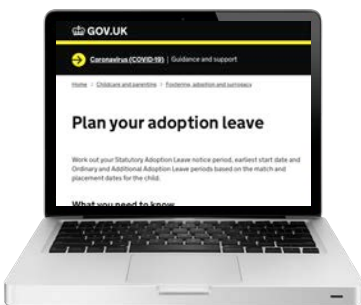 GOV.UK
Coronavirus (COVID-19) | Guidance and support
Home > Childcare and parenting > Fostering, adoption and surrogacy
Plan your adoption leave
Work out your Statutory Adoption Leave notice period, earliest start date and
Ordinary and Additional Adoption Leave periods based on the match and
placement dates for the child.
What you need to know